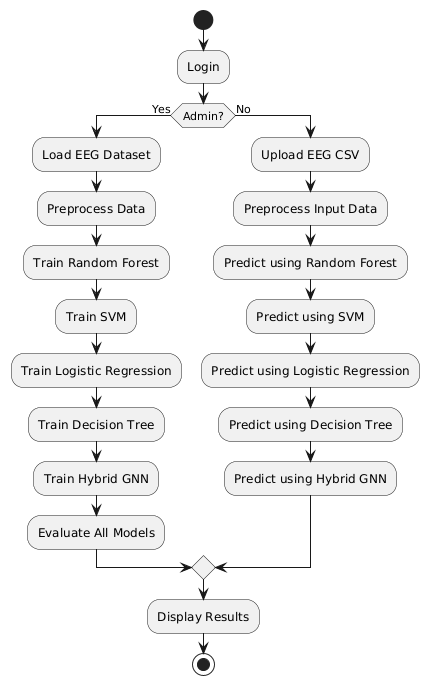 Login
Yes
Admin?
No
Load EEG Dataset
Preprocess Data
Train Random Forest
Train SVM
Train Logistic Regression
Train Decision Tree
Train Hybrid GNN
Evaluate All Models
Upload EEG CSV
Preprocess Input Data
Predict using Random Forest
Predict using SVM
Predict using Logistic Regression
Predict using Decision Tree
Predict using Hybrid GNN
Display Results